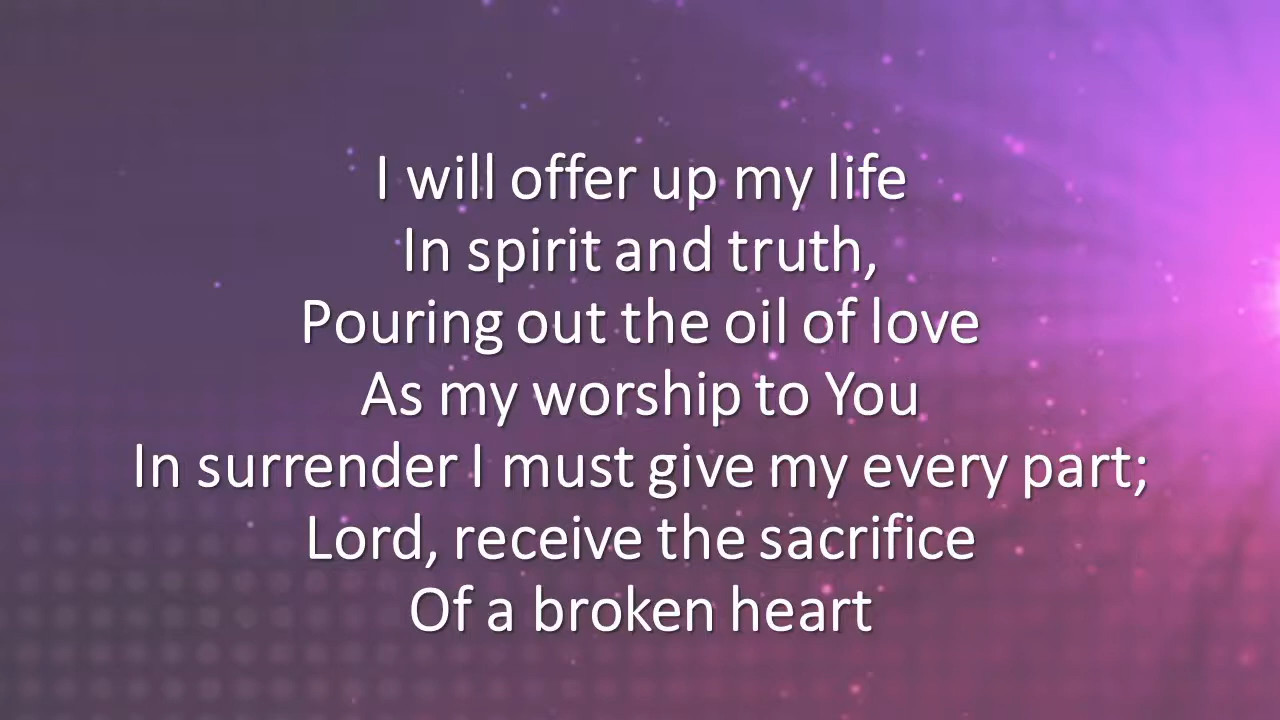 I will offer up my life
In spirit and truth,
Pouring out the oil of love
As my worship to You
In surrender I must give my every part;
Lord, receive the sacrifice
Of a broken heart